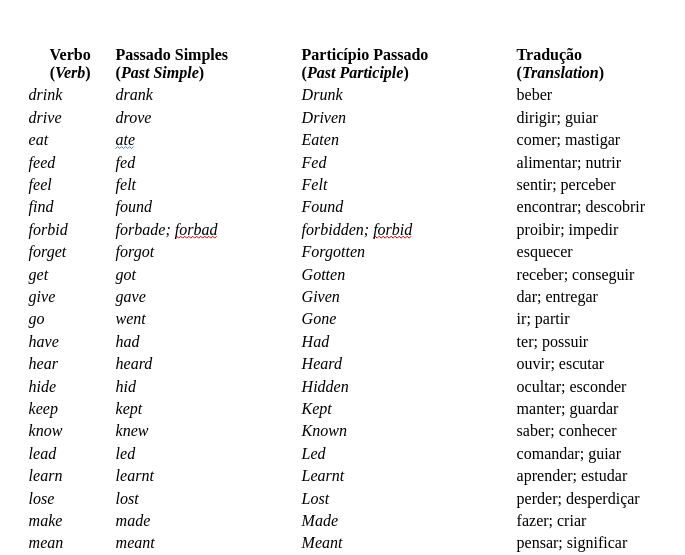 Verbo Passado Simples Particípio Passado Tradução
(Verb) (Past Simple) (Past Participle) (Translation)
drink drank Drunk beber
drive drove Driven dirigir; guiar
eat ate Eaten comer; mastigar
feed fed Fed alimentar; nutrir
feel felt Felt sentir; perceber
find found Found encontrar; descobrir
forbid forbade; forbad forbidden; forbid proibir; impedir
forget forgot Forgotten esquecer
get got Gotten receber; conseguir
give gave Given dar; entregar
go went Gone ir; partir
have had Had ter; possuir
hear heard Heard ouvir; escutar
hide hid Hidden ocultar; esconder
keep kept Kept manter; guardar
know knew Known saber; conhecer
lead led Led comandar; guiar
learn learnt Learnt aprender; estudar
lose lost Lost perder; desperdiçar
make made Made fazer; criar
mean meant Meant pensar; significar